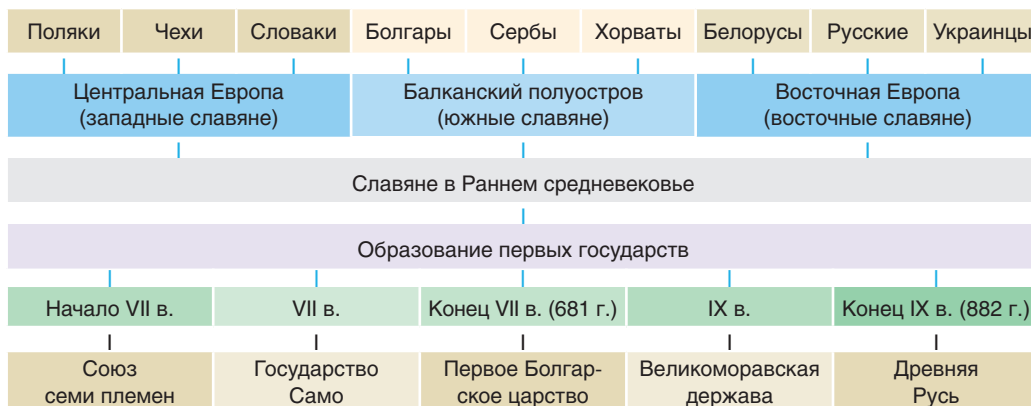 Поляки
Чехи
Словаки
Болгары
Сербы
Хорваты
Белорусы
Русские
Украинцы
Центральная Европа
(западные славяне)
Балканский полуостров
(южные славяне)
Восточная Европа
(восточные славяне)
Славяне в Раннем средневековье
Образование первых государств
Начало VII в.
VII в.
Конец VII в. (681 г.)
IX в.
Конец IX в. (882 г.)
Союз
семи племен
Государство
Само
Первое Болгар-
ское царство
Великоморавская
держава
Древняя
Русь